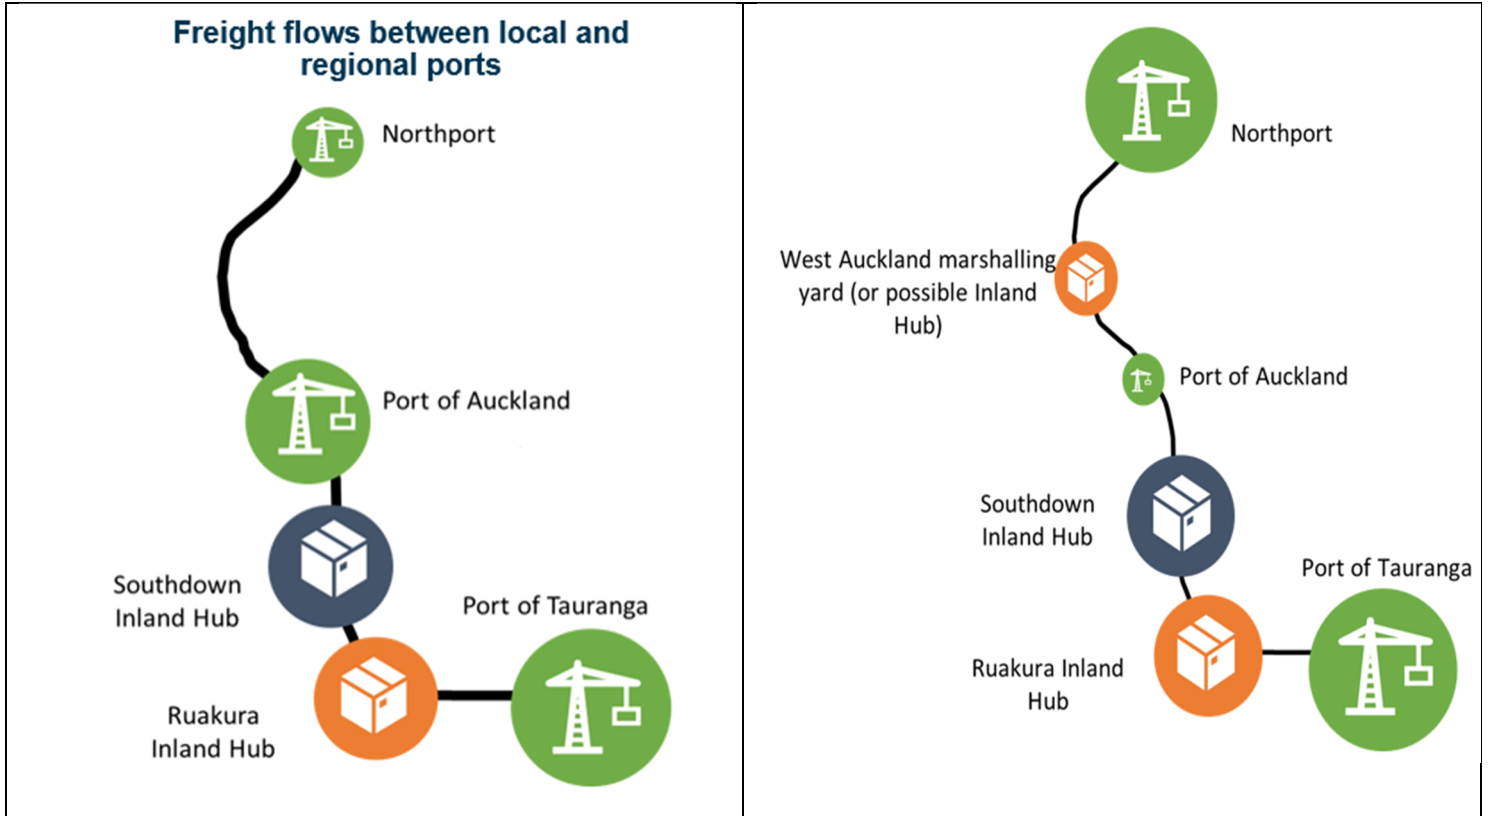 Freight flows between local and
regional ports
Northport
Port of Auckland
Southdown
Inland Hub
Port of Tauranga
Ruakura
Inland Hub
Northport
West Auckland marshalling
yard (or possible Inland
Hub)
Port of Auckland
Southdown
Inland Hub
Port of Tauranga
Ruakura Inland
Hub